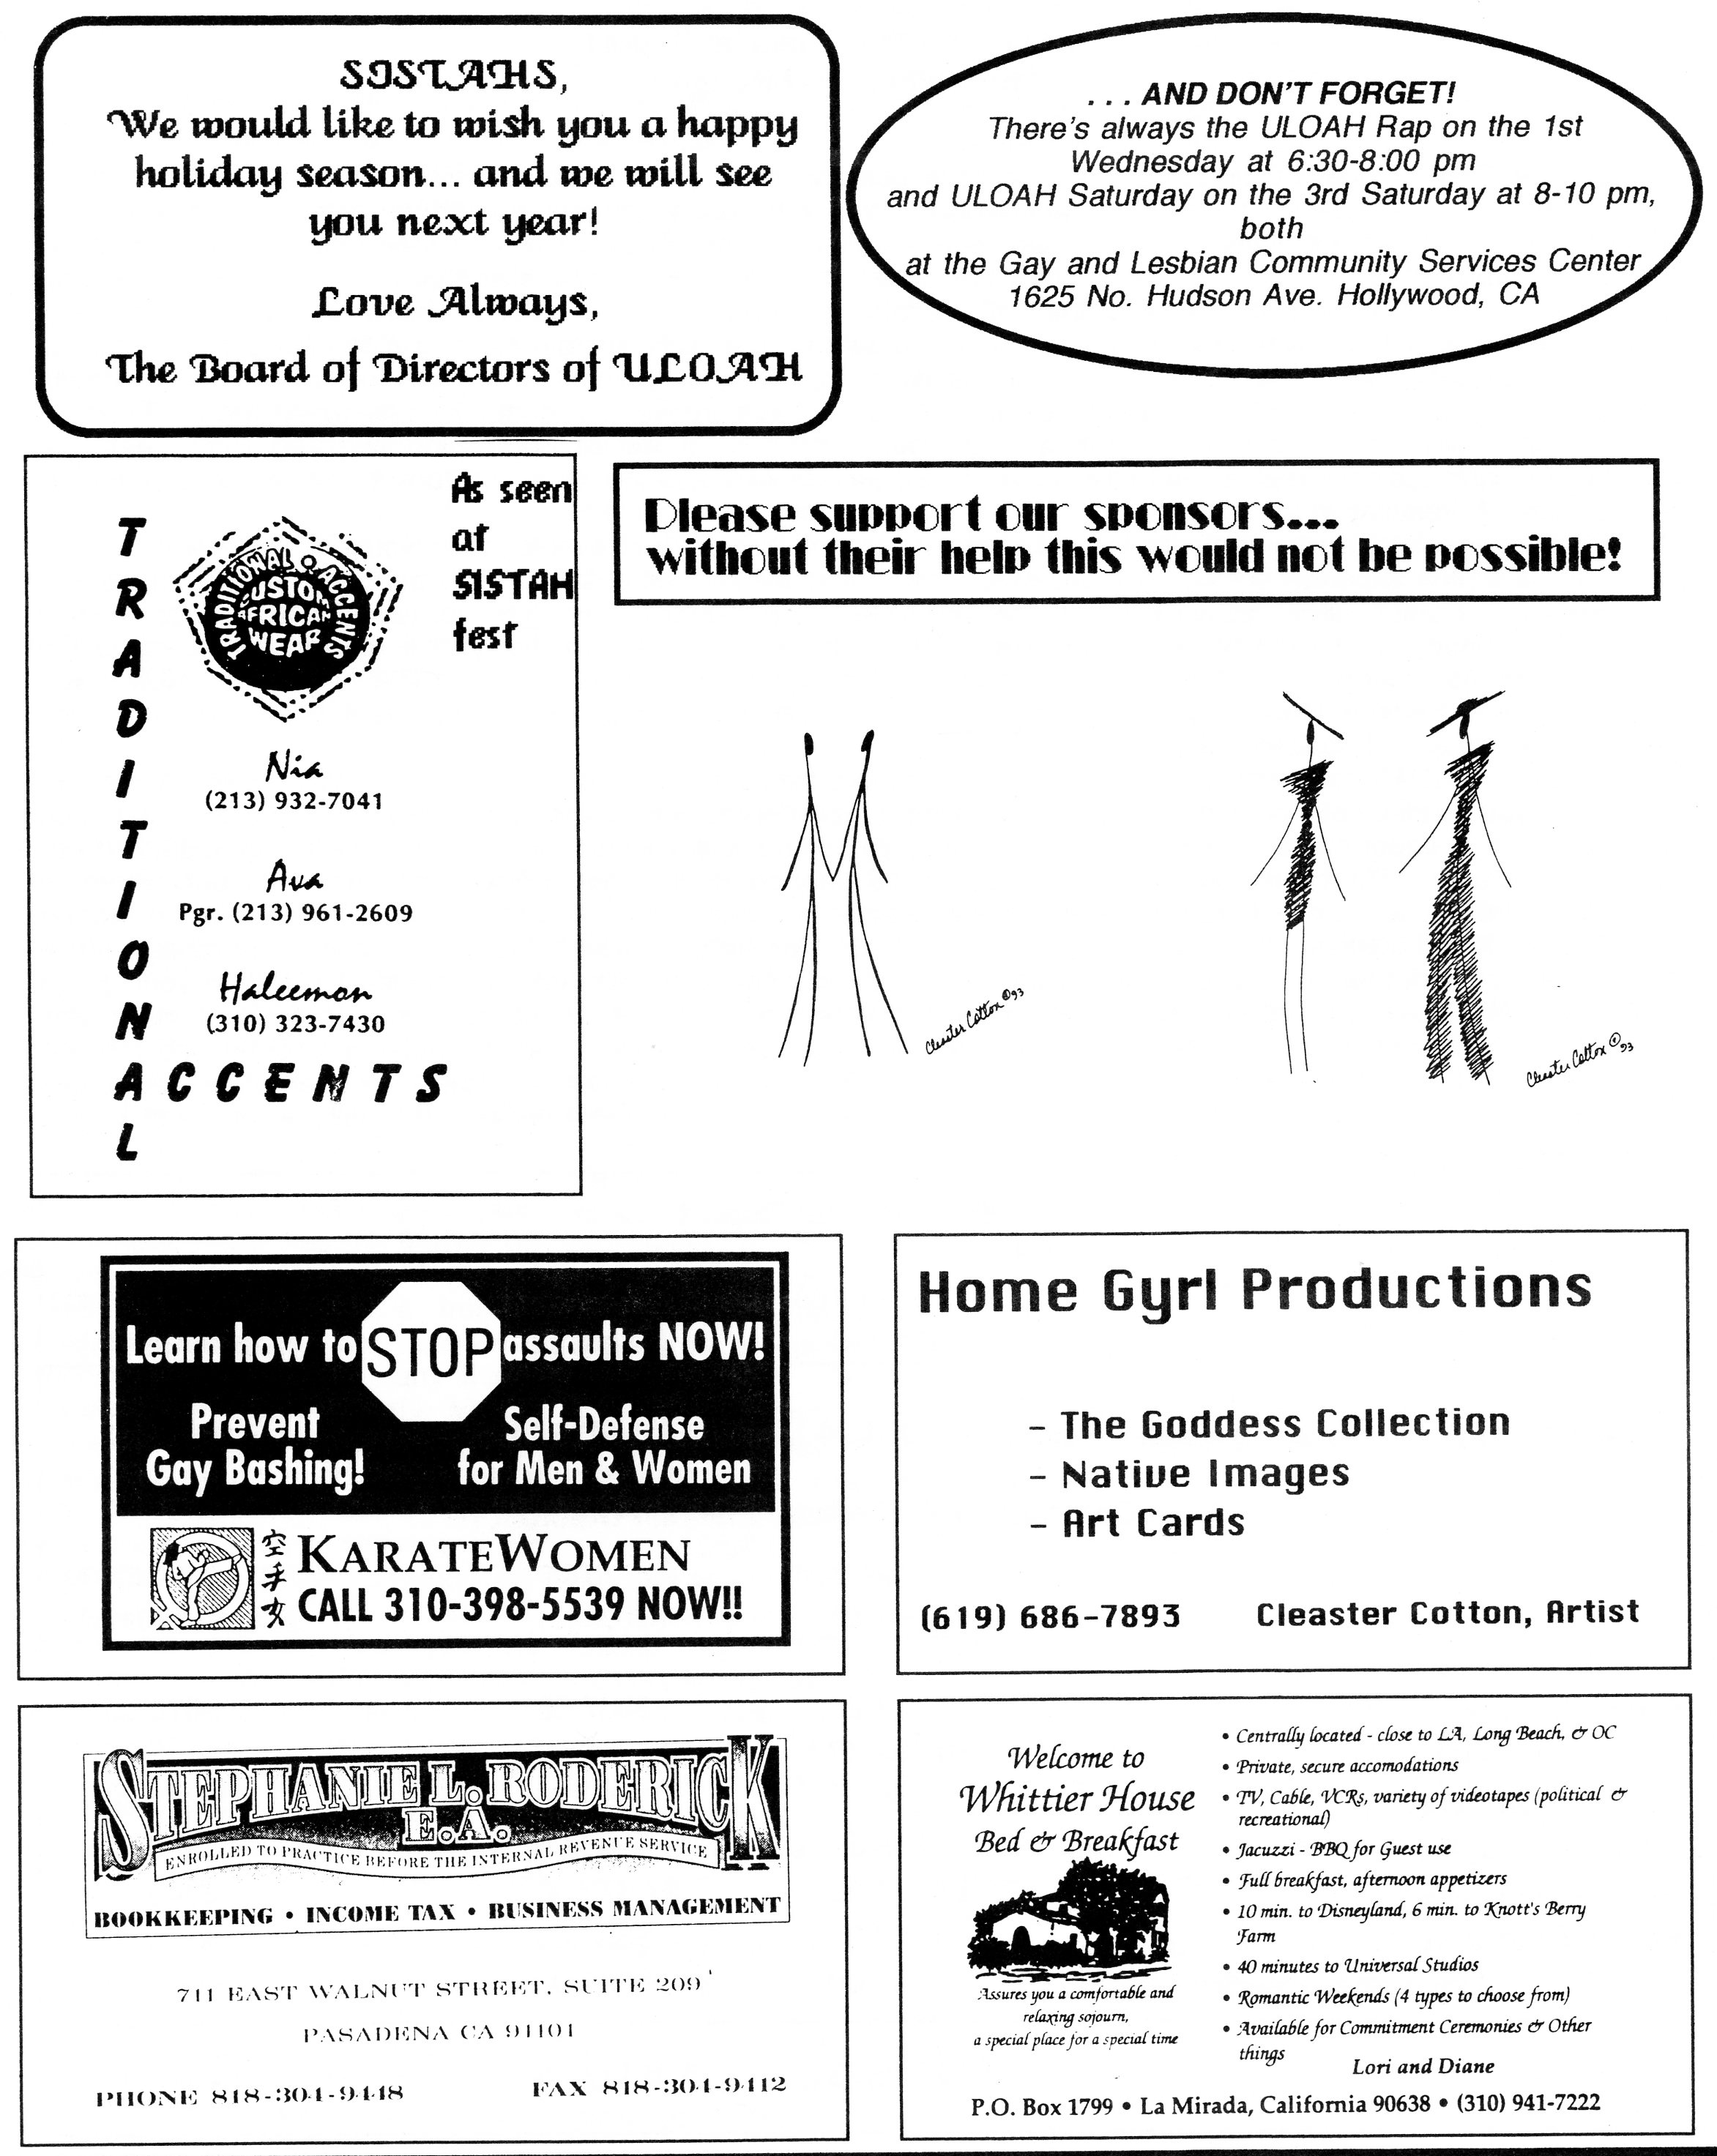 SISTAHS,
We would like to wish you a happy
holiday season... and we will see
you next year!
Love Always,
The Board of Directors of ULOAH
. . . AND DON'T FORGET!
There's always the ULOAH Rap on the 1st
Wednesday at 6:30-8:00 pm
and ULOAH Saturday on the 3rd Saturday at 8-10 pm,
both
at the Gay and Lesbian Community Services Center
1625 No. Hudson Ave. Hollywood, CA
TRADITIONAL
ACCENTS
TRADITIONAL ACCENTS
CUSTOM
AFRICAN
WEAR
As seen
at
SISTAH
fest
Nia
(213) 932-7041
Ava
Pgr. (213) 961-2609
Haleemon
(310) 323-7430
Please support our sponsors...
without their help this would not be possible!
Cleaster Cotton © 93
Cleaster Cotton © 93
Learn how to STOP assaults NOW!
Prevent
Gay Bashing!
Self-Defense
for Men & Women
空手女
KARATEWOMEN
CALL 310-398-5539 NOW!!
Home Gyrl Productions
- The Goddess Collection
- Native Images
- Art Cards
(619) 686-7893 Cleaster Cotton, Artist
STEPHANIE L. RODERICK
E.A.
ENROLLED TO PRACTICE BEFORE THE INTERNAL REVENUE SERVICE
BOOKKEEPING • INCOME TAX • BUSINESS MANAGEMENT
711 EAST WALNUT STREET, SUITE 209
PASADENA CA 91101
PHONE 818-304-9448 FAX 818-304-9412
Welcome to
Whittier House
Bed & Breakfast
Assures you a comfortable and
relaxing sojourn,
a special place for a special time
• Centrally located - close to LA, Long Beach, & OC
• Private, secure accomodations
• TV, Cable, VCRs, variety of videotapes (political &
recreational)
• Jacuzzi - BBQ for Guest use
• Full breakfast, afternoon appetizers
• 10 min. to Disneyland, 6 min. to Knott's Berry
Farm
• 40 minutes to Universal Studios
• Romantic Weekends (4 types to choose from)
• Available for Commitment Ceremonies & Other
things
Lori and Diane
P.O. Box 1799 • La Mirada, California 90638 • (310) 941-7222